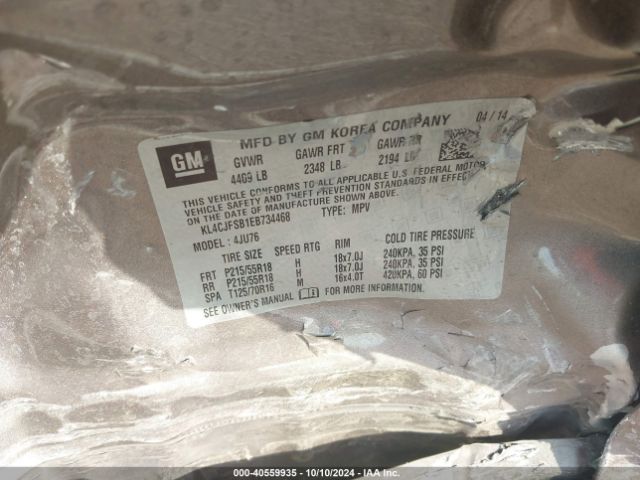 MFD BY GM KOREA COMPANY 04/14
GM
GVWR GAWR FRT GAWR RR
4409 LB 2348 LB 2194 LB
THIS VEHICLE CONFORMS TO ALL APPLICABLE U.S. FEDERAL MOTOR
VEHICLE SAFETY AND THEFT PREVENTION STANDARDS IN EFFECT
ON THE DATE OF MANUFACTURE SHOWN ABOVE.
KL4CJFSB1EB734468 TYPE: MPV
MODEL: 4JU76
TIRE SIZE SPEED RTG RIM COLD TIRE PRESSURE
FRT P215/55R18 H 18x7.0J 240KPA, 35 PSI
RR P215/55R18 H 18x7.0J 240KPA, 35 PSI
SPA T125/70R16 M 16x4.0T 420KPA, 60 PSI
SEE OWNER'S MANUAL FOR MORE INFORMATION.
000-40559935 - 10/10/2024 - IAA Inc.